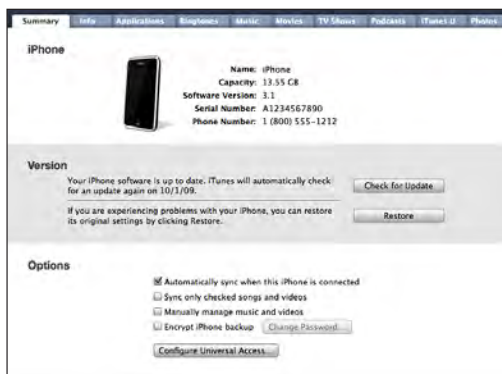 Summary Info Applications Ringtones Music Movies TV Shows Podcasts iTunes U Photos
iPhone
Name: iPhone
Capacity: 13.55 GB
Software Version: 3.1
Serial Number: A1234567890
Phone Number: 1 (800) 555-1212
Version
Your iPhone software is up to date. iTunes will automatically check
for an update again on 10/1/09.
Check for Update
If you are experiencing problems with your iPhone, you can restore
its original settings by clicking Restore.
Restore
Options
Automatically sync when this iPhone is connected
Sync only checked songs and videos
Manually manage music and videos
Encrypt iPhone backup Change Password...
Configure Universal Access...